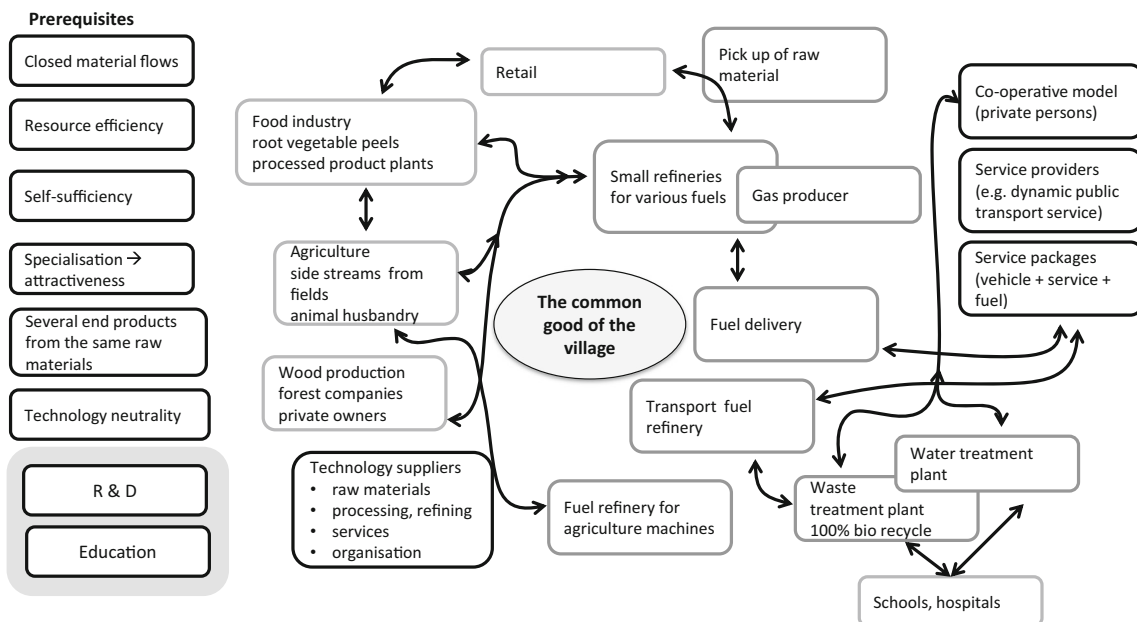 Prerequisites
Closed material flows
Resource efficiency
Self-sufficiency
Specialisation →
attractiveness
Several end products
from the same raw
materials
Technology neutrality
R & D
Education
Retail
Pick up of raw
material
Food industry
root vegetable peels
processed product plants
Small refineries
for various fuels
Gas producer
Agriculture
side streams from
fields
animal husbandry
The common
good of the
village
Fuel delivery
Wood production
forest companies
private owners
Transport fuel
refinery
Technology suppliers
• raw materials
• processing, refining
• services
• organisation
Fuel refinery for
agriculture machines
Water treatment
plant
Waste
treatment plant
100% bio recycle
Schools, hospitals
Co-operative model
(private persons)
Service providers
(e.g. dynamic public
transport service)
Service packages
(vehicle + service +
fuel)